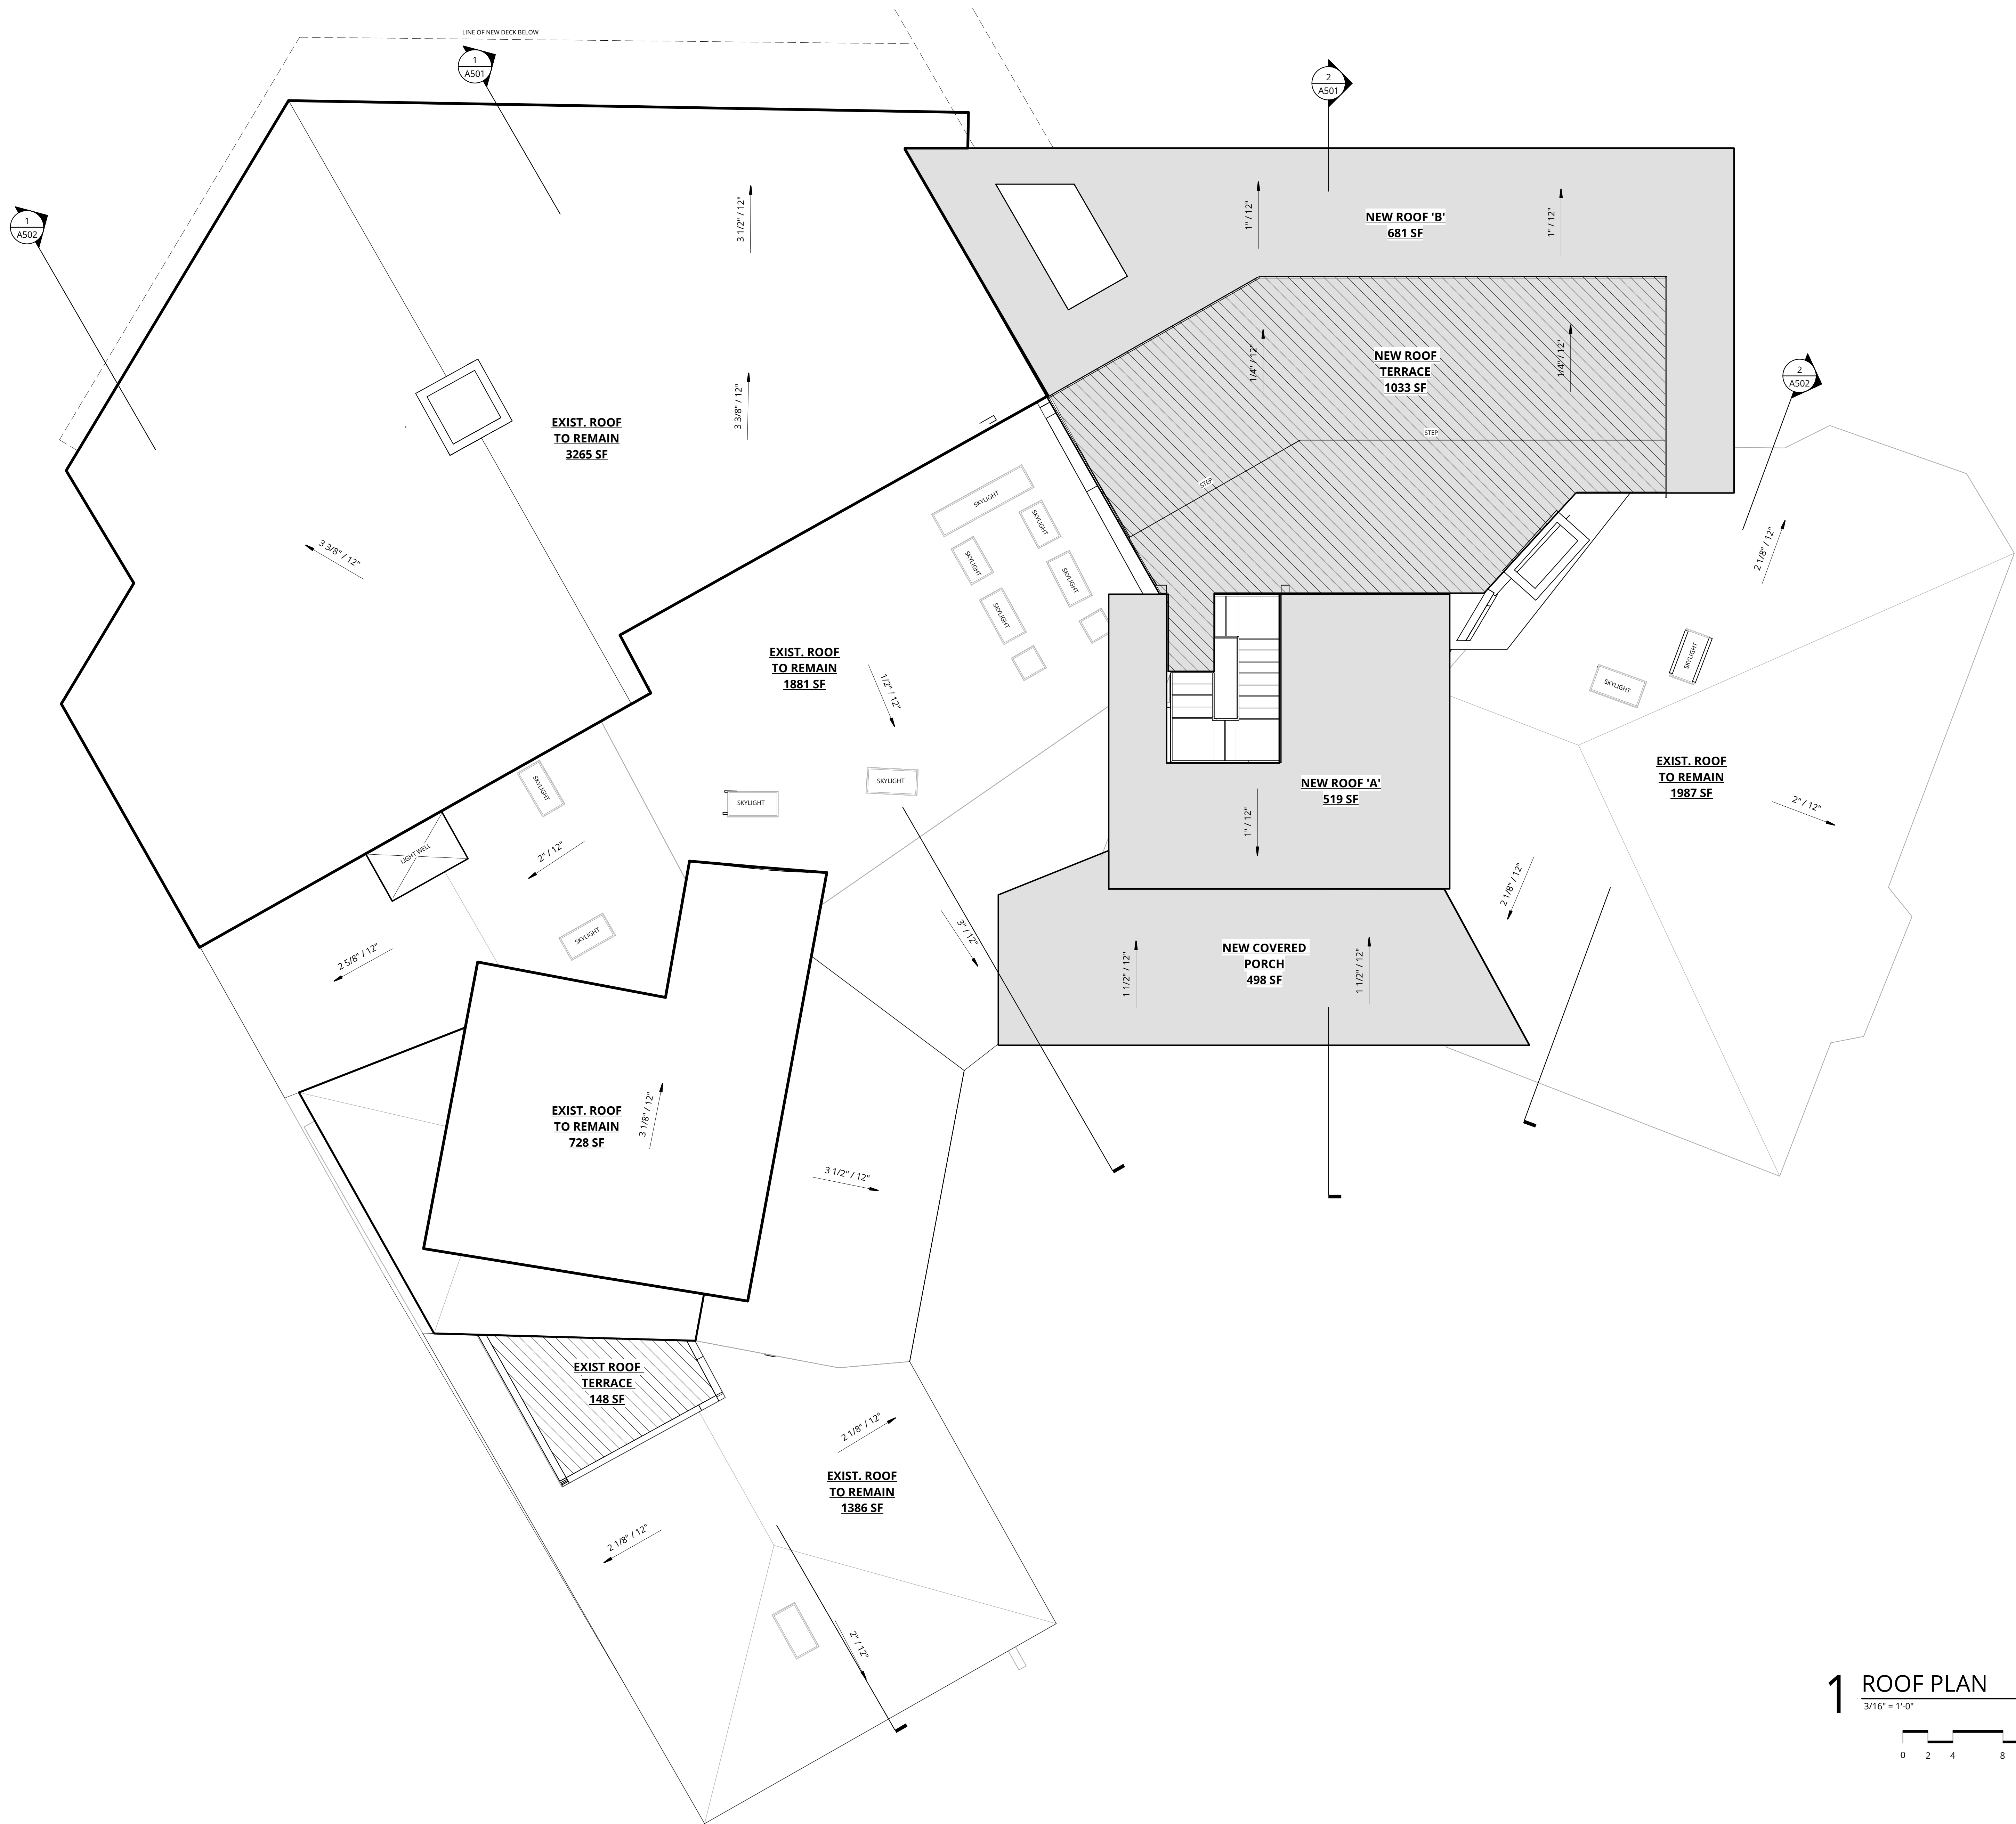 LINE OF NEW DECK BELOW
1
A501
2
A501
1
A502
2
A502
3 1/2" / 12"
1" / 12"
NEW ROOF 'B'
681 SF
1" / 12"
3 3/8" / 12"
1/4" / 12"
NEW ROOF
TERRACE
1033 SF
1/4" / 12"
EXIST. ROOF
TO REMAIN
3265 SF
STEP
STEP
SKYLIGHT
SKYLIGHT
SKYLIGHT
SKYLIGHT
SKYLIGHT
3 3/8" / 12"
2 1/8" / 12"
EXIST. ROOF
TO REMAIN
1881 SF
1/2" / 12"
SKYLIGHT
SKYLIGHT
EXIST. ROOF
TO REMAIN
1987 SF
2" / 12"
SKYLIGHT
SKYLIGHT
SKYLIGHT
NEW ROOF 'A'
519 SF
1" / 12"
LIGHT WELL
2" / 12"
2 1/8" / 12"
SKYLIGHT
2 5/8" / 12"
3" / 12"
NEW COVERED
PORCH
498 SF
1 1/2" / 12"
1 1/2" / 12"
EXIST. ROOF
TO REMAIN
728 SF
3 1/8" / 12"
3 1/2" / 12"
EXIST ROOF
TERRACE
148 SF
2 1/8" / 12"
EXIST. ROOF
TO REMAIN
1386 SF
2 1/8" / 12"
2" / 12"
1 ROOF PLAN
3/16" = 1'-0"
0 2 4 8